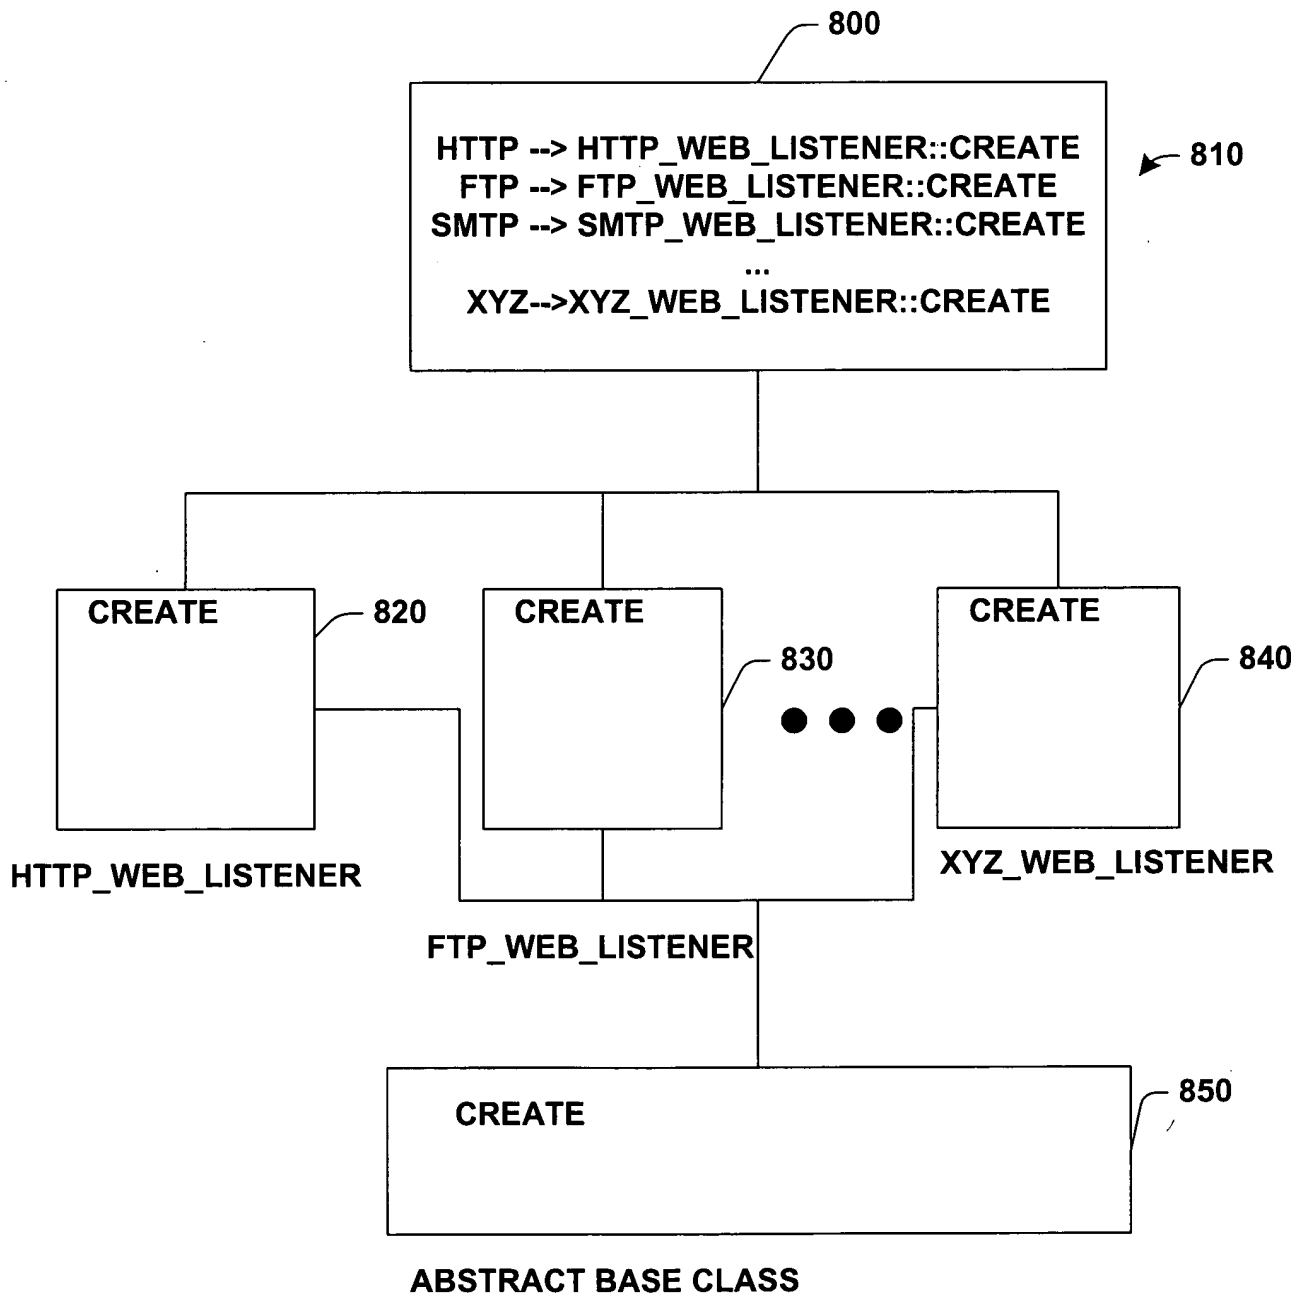 800
HTTP --> HTTP_WEB_LISTENER::CREATE
810
FTP --> FTP_WEB_LISTENER::CREATE
SMTP --> SMTP_WEB_LISTENER::CREATE
...
XYZ-->XYZ_WEB_LISTENER::CREATE
CREATE
820
CREATE
830
CREATE
840
HTTP_WEB_LISTENER
XYZ_WEB_LISTENER
FTP_WEB_LISTENER
850
CREATE
ABSTRACT BASE CLASS